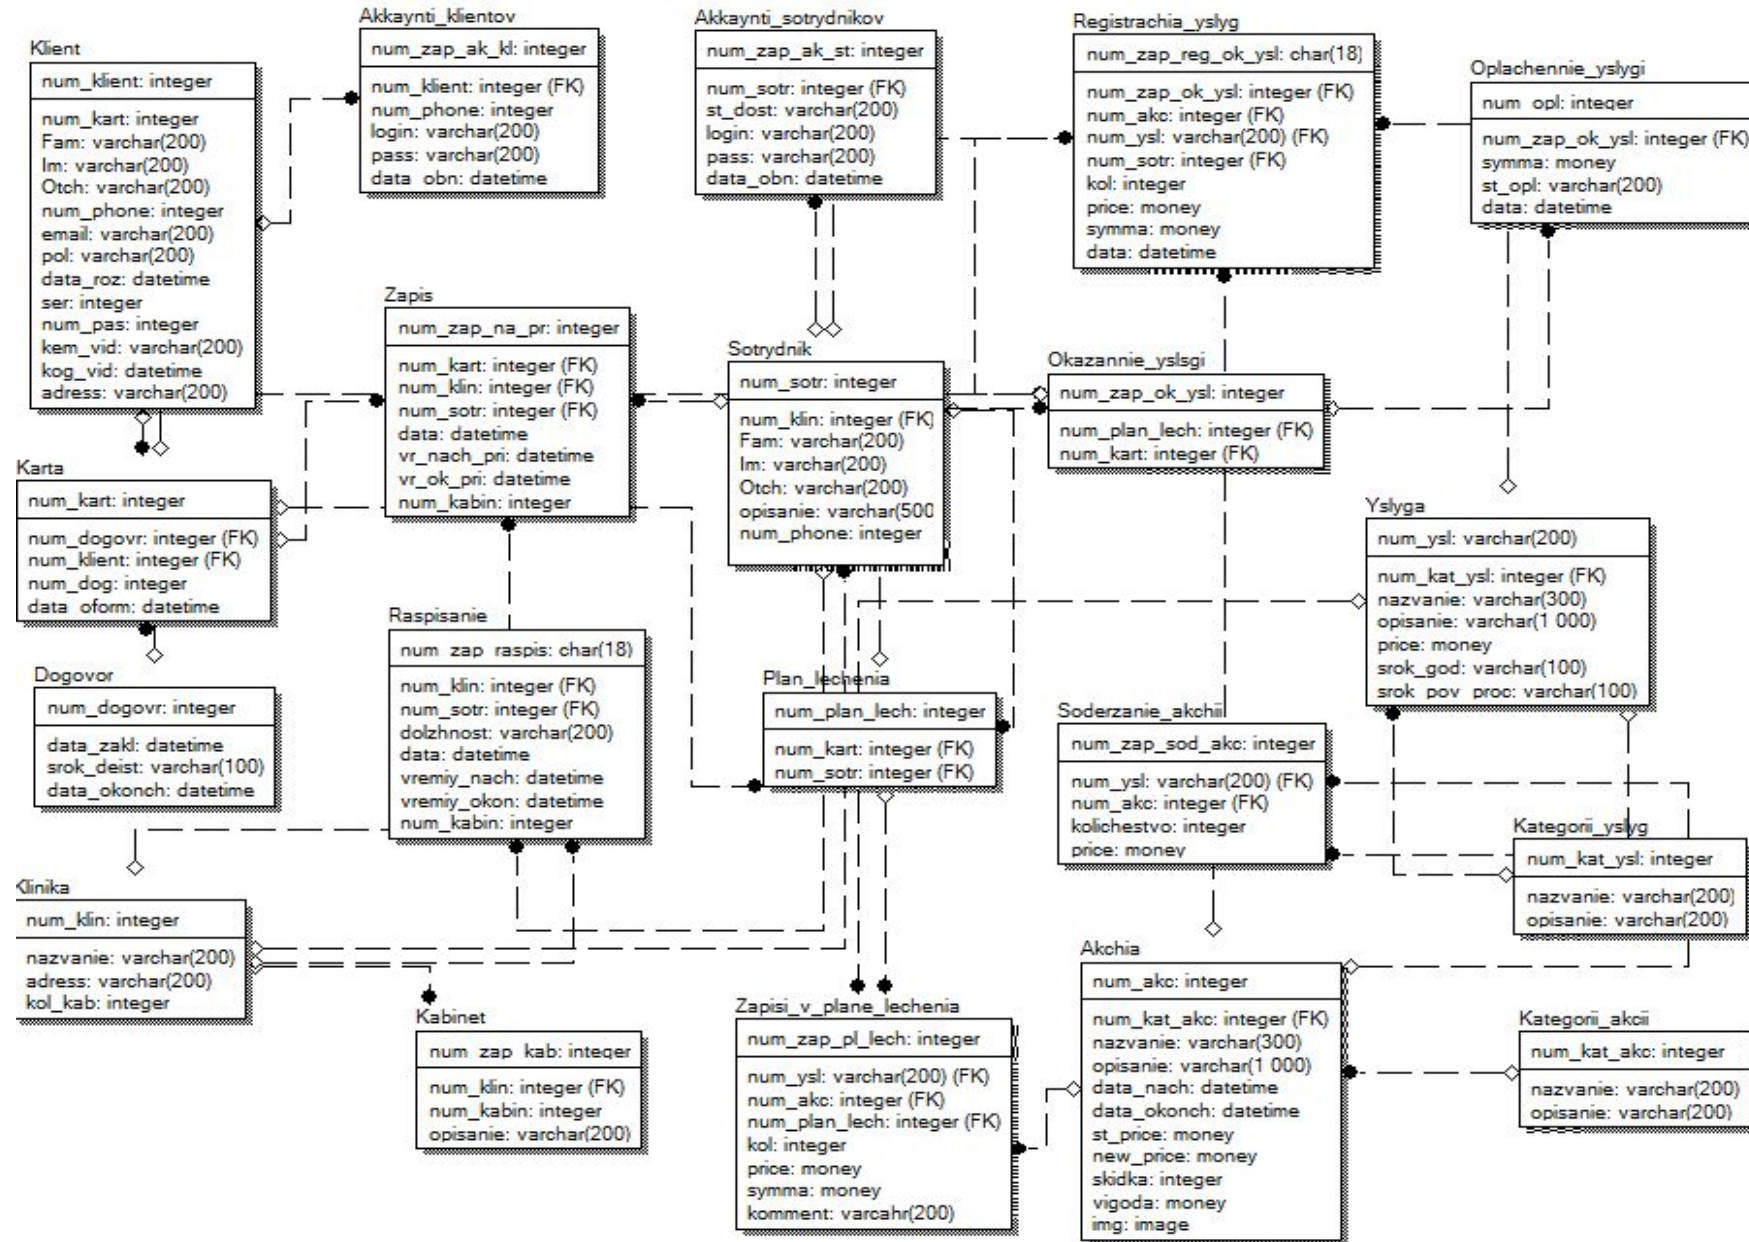 Klient
num_klient: integer
num_kart: integer
Fam: varchar(200)
Im: varchar(200)
Otch: varchar(200)
num_phone: integer
email: varchar(200)
pol: varchar(200)
data_roz: datetime
ser: integer
num_pas: integer
kem_vid: varchar(200)
kog_vid: datetime
adress: varchar(200)
Akkaynti_klientov
num_zap_ak_kl: integer
num_klient: integer (FK)
num_phone: integer
login: varchar(200)
pass: varchar(200)
data_obn: datetime
Akkaynti_sotrydnikov
num_zap_ak_st: integer
num_sotr: integer (FK)
st_dost: varchar(200)
login: varchar(200)
pass: varchar(200)
data_obn: datetime
Registrachia_yslyg
num_zap_reg_ok_ysl: char(18)
num_zap_ok_ysl: integer (FK)
num_akc: integer (FK)
num_ysl: varchar(200) (FK)
num_sotr: integer (FK)
kol: integer
price: money
symma: money
data: datetime
Oplachennie_yslygi
num_opl: integer
num_zap_ok_ysl: integer (FK)
symma: money
st_opl: varchar(200)
data: datetime
Zapis
num_zap_na_pr: integer
num_kart: integer (FK)
num_klin: integer (FK)
num_sotr: integer (FK)
data: datetime
vr_nach_pri: datetime
vr_ok_pri: datetime
num_kabin: integer
Sotrydnik
num_sotr: integer
num_klin: integer (FK)
Fam: varchar(200)
Im: varchar(200)
Otch: varchar(200)
opisanie: varchar(500
num_phone: integer
Okazannie_yslsgi
num_zap_ok_ysl: integer
num_plan_lech: integer (FK)
num_kart: integer (FK)
Karta
num_kart: integer
num_dogovr: integer (FK)
num_klient: integer (FK)
num_dog: integer
data_oform: datetime
Yslyga
num_ysl: varchar(200)
num_kat_ysl: integer (FK)
nazvanie: varchar(300)
opisanie: varchar(1 000)
price: money
srok_god: varchar(100)
srok_pov_proc: varchar(100)
Raspisanie
num_zap_raspis: char(18)
num_klin: integer (FK)
num_sotr: integer (FK)
dolzhnost: varchar(200)
data: datetime
vremiy_nach: datetime
vremiy_okon: datetime
num_kabin: integer
Dogovor
num_dogovr: integer
data_zakl: datetime
srok_deist: varchar(100)
data_okonch: datetime
Plan_lechenia
num_plan_lech: integer
num_kart: integer (FK)
num_sotr: integer (FK)
Soderzanie_akchii
num_zap_sod_akc: integer
num_ysl: varchar(200) (FK)
num_akc: integer (FK)
kolichestvo: integer
price: money
Kategorii_yslyg
num_kat_ysl: integer
nazvanie: varchar(200)
opisanie: varchar(200)
Klinika
num_klin: integer
nazvanie: varchar(200)
adress: varchar(200)
kol_kab: integer
Kabinet
num_zap_kab: integer
num_klin: integer (FK)
num_kabin: integer
opisanie: varchar(200)
Zapisi_v_plane_lechenia
num_zap_pl_lech: integer
num_ysl: varchar(200) (FK)
num_akc: integer (FK)
num_plan_lech: integer (FK)
kol: integer
price: money
symma: money
komment: varcahr(200)
Akchia
num_akc: integer
num_kat_akc: integer (FK)
nazvanie: varchar(300)
opisanie: varchar(1 000)
data_nach: datetime
data_okonch: datetime
st_price: money
new_price: money
skidka: integer
vigoda: money
img: image
Kategorii_akcii
num_kat_akc: integer
nazvanie: varchar(200)
opisanie: varchar(200)